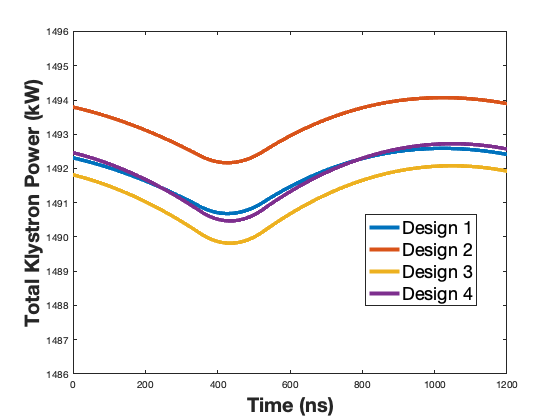 1496
1495
1494
1493
1492
1491
1490
1489
1488
1487
1486
Total Klystron Power (kW)
Design 1
Design 2
Design 3
Design 4
0 200 400 600 800 1000 1200
Time (ns)